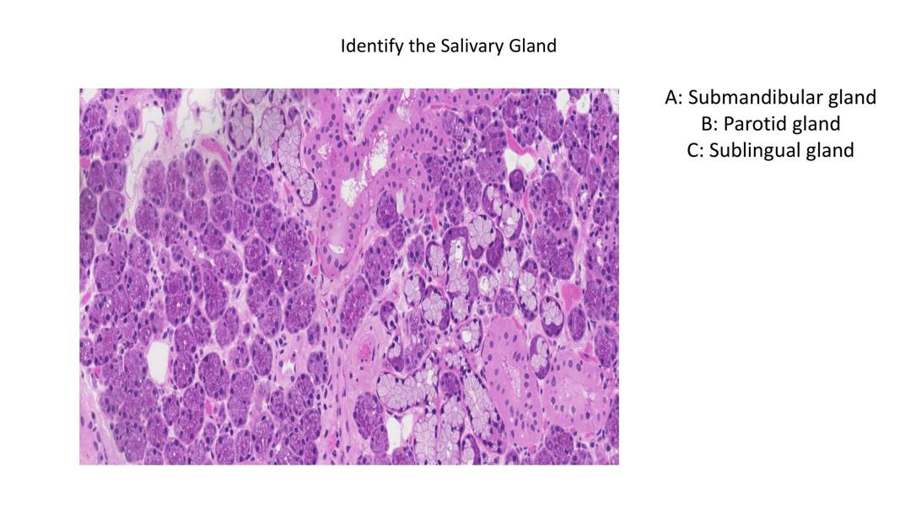 Identify the Salivary Gland
A: Submandibular gland
B: Parotid gland
C: Sublingual gland